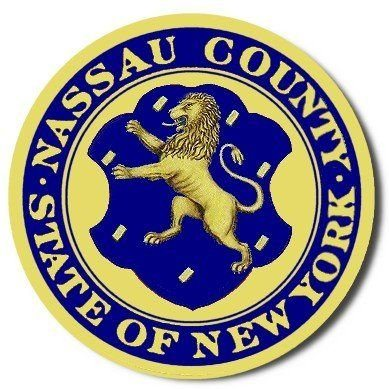 · NASSAU COUNTY ·
STATE OF NEW YORK